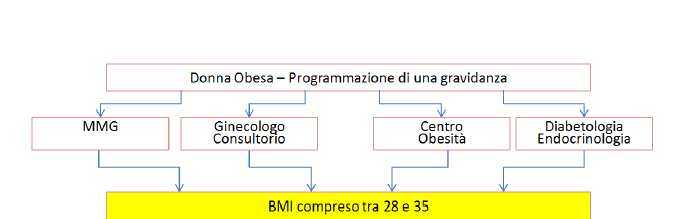 Donna Obesa – Programmazione di una gravidanza
MMG
Ginecologo
Consultorio
Centro
Obesità
Diabetologia
Endocrinologia
BMI compreso tra 28 e 35